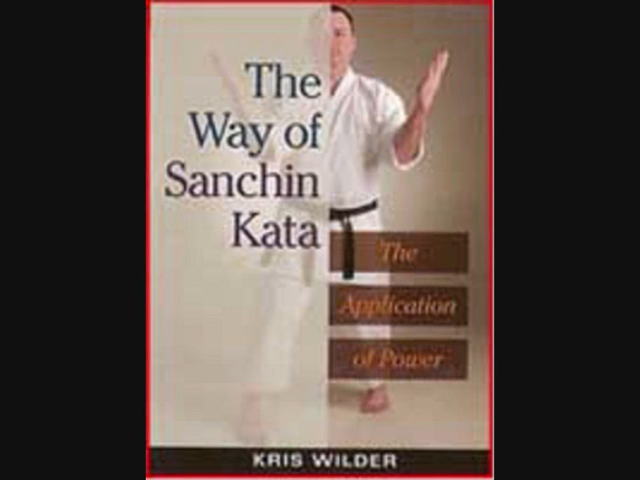 The
Way of
Sanchin
Kata
The
Application
of Power
KRIS WILDER